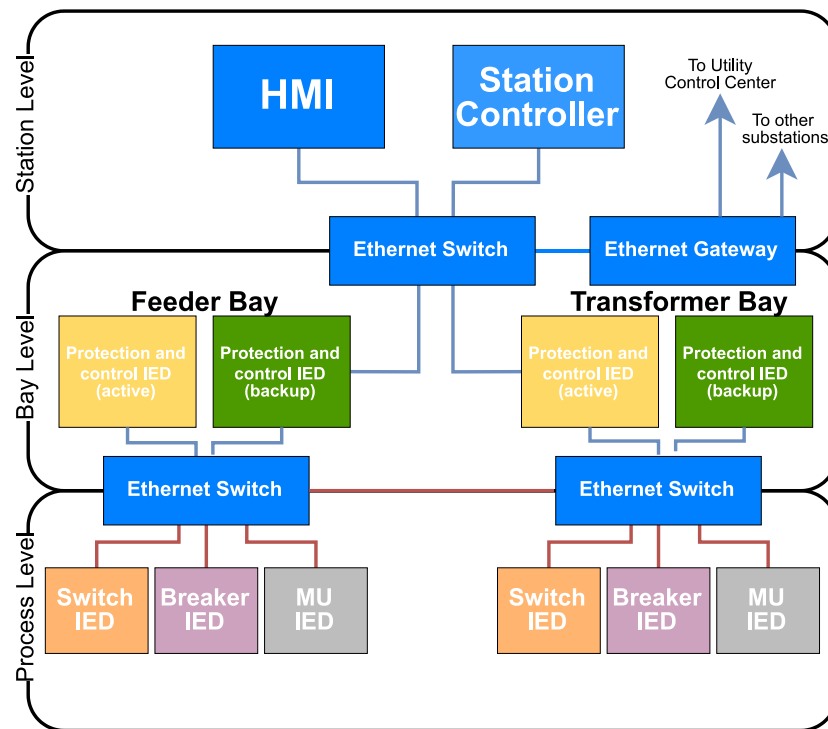 Station Level
HMI
Station
Controller
To Utility
Control Center
To other
substations
Ethernet Switch
Ethernet Gateway
Bay Level
Feeder Bay
Transformer Bay
Protection and
control IED
(active)
Protection and
control IED
(backup)
Protection and
control IED
(active)
Protection and
control IED
(backup)
Ethernet Switch
Ethernet Switch
Process Level
Switch
IED
Breaker
IED
MU
IED
Switch
IED
Breaker
IED
MU
IED